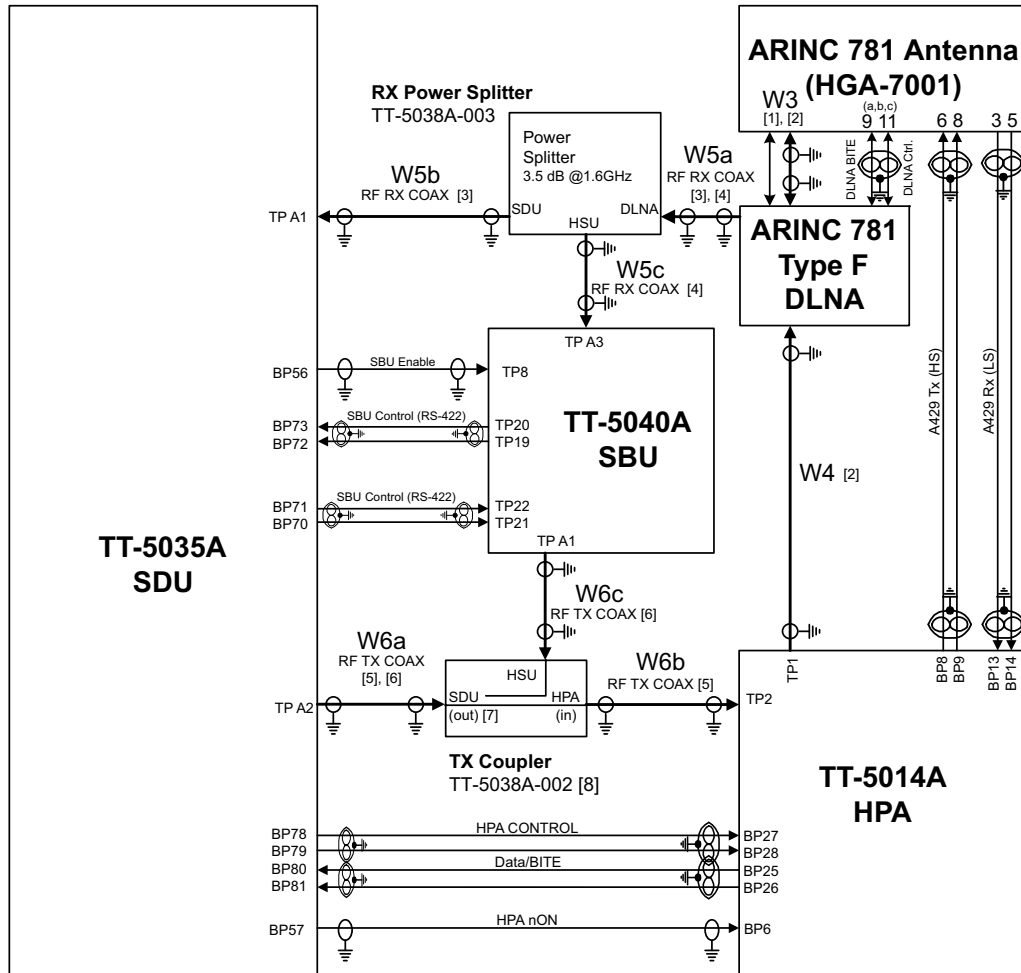 ARINC 781 Antenna
(HGA-7001)
W3
[1], [2]
(a,b,c)
9 11
6 8
3 5
DLNA BITE
DLNA Ctrl.
RX Power Splitter
TT-5038A-003
Power
Splitter
3.5 dB @1.6GHz
SDU
HSU
DLNA
W5b
RF RX COAX [3]
W5a
RF RX COAX
[3], [4]
TP A1
ARINC 781
Type F
DLNA
W5c
RF RX COAX [4]
TP A3
BP56
SBU Enable
TP8
BP73
BP72
SBU Control (RS-422)
TP20
TP19
TT-5040A
SBU
A429 Tx (HS)
A429 Rx (LS)
W4 [2]
BP71
BP70
SBU Control (RS-422)
TP22
TP21
TP A1
TT-5035A
SDU
W6c
RF TX COAX [6]
W6a
RF TX COAX
[5], [6]
W6b
RF TX COAX [5]
TP1
BP8
BP9
BP13
BP14
TP A2
HSU
SDU
(out) [7]
HPA
(in)
TP2
TX Coupler
TT-5038A-002 [8]
TT-5014A
HPA
BP78
BP79
HPA CONTROL
BP27
BP28
BP80
BP81
Data/BITE
BP25
BP26
BP57
HPA nON
BP6